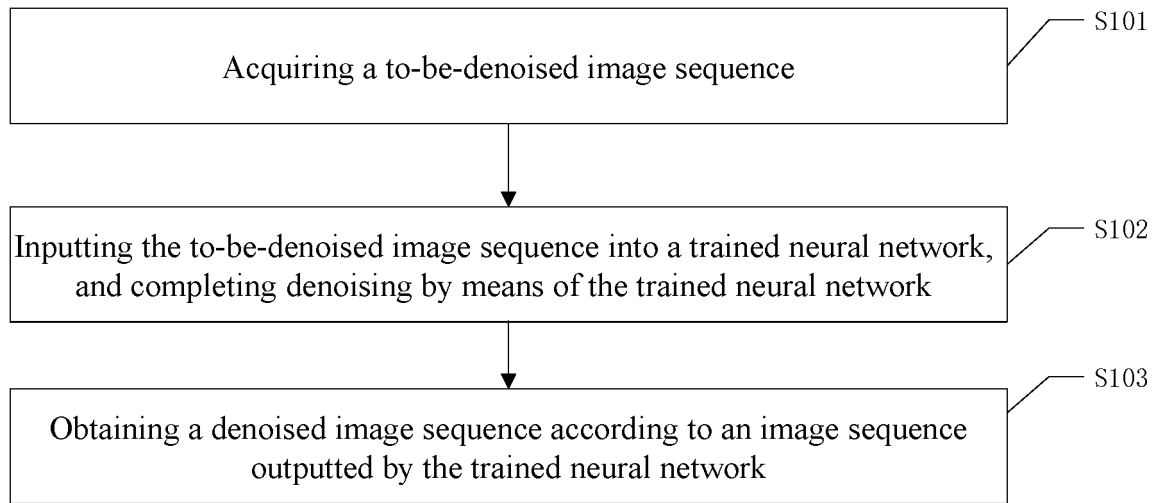 Acquiring a to-be-denoised image sequence
S101
Inputting the to-be-denoised image sequence into a trained neural network,
and completing denoising by means of the trained neural network
S102
Obtaining a denoised image sequence according to an image sequence
outputted by the trained neural network
S103